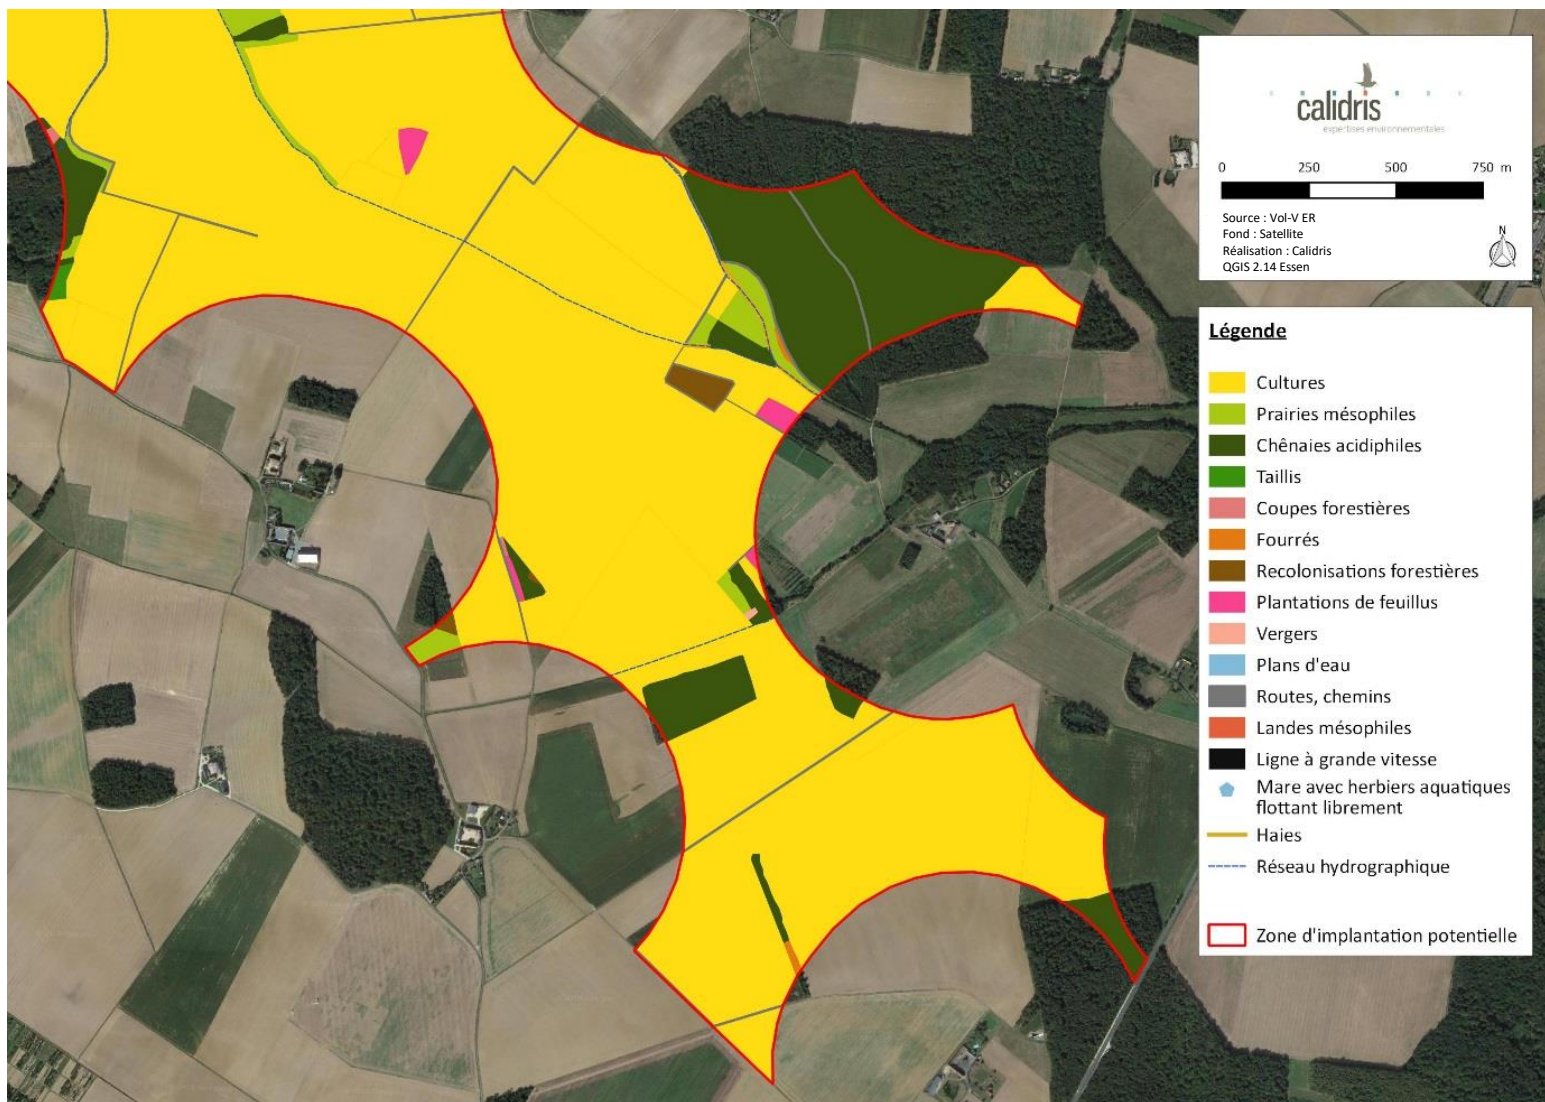 calidris
expertises environnementales
0 250 500 750 m
Source : Vol-V ER
Fond : Satellite
Réalisation : Calidris
QGIS 2.14 Essen
N
Légende
Cultures
Prairies mésophiles
Chênaies acidiphiles
Taillis
Coupes forestières
Fourrés
Recolonisations forestières
Plantations de feuillus
Vergers
Plans d'eau
Routes, chemins
Landes mésophiles
Ligne à grande vitesse
Mare avec herbiers aquatiques
flottant librement
Haies
Réseau hydrographique
Zone d'implantation potentielle